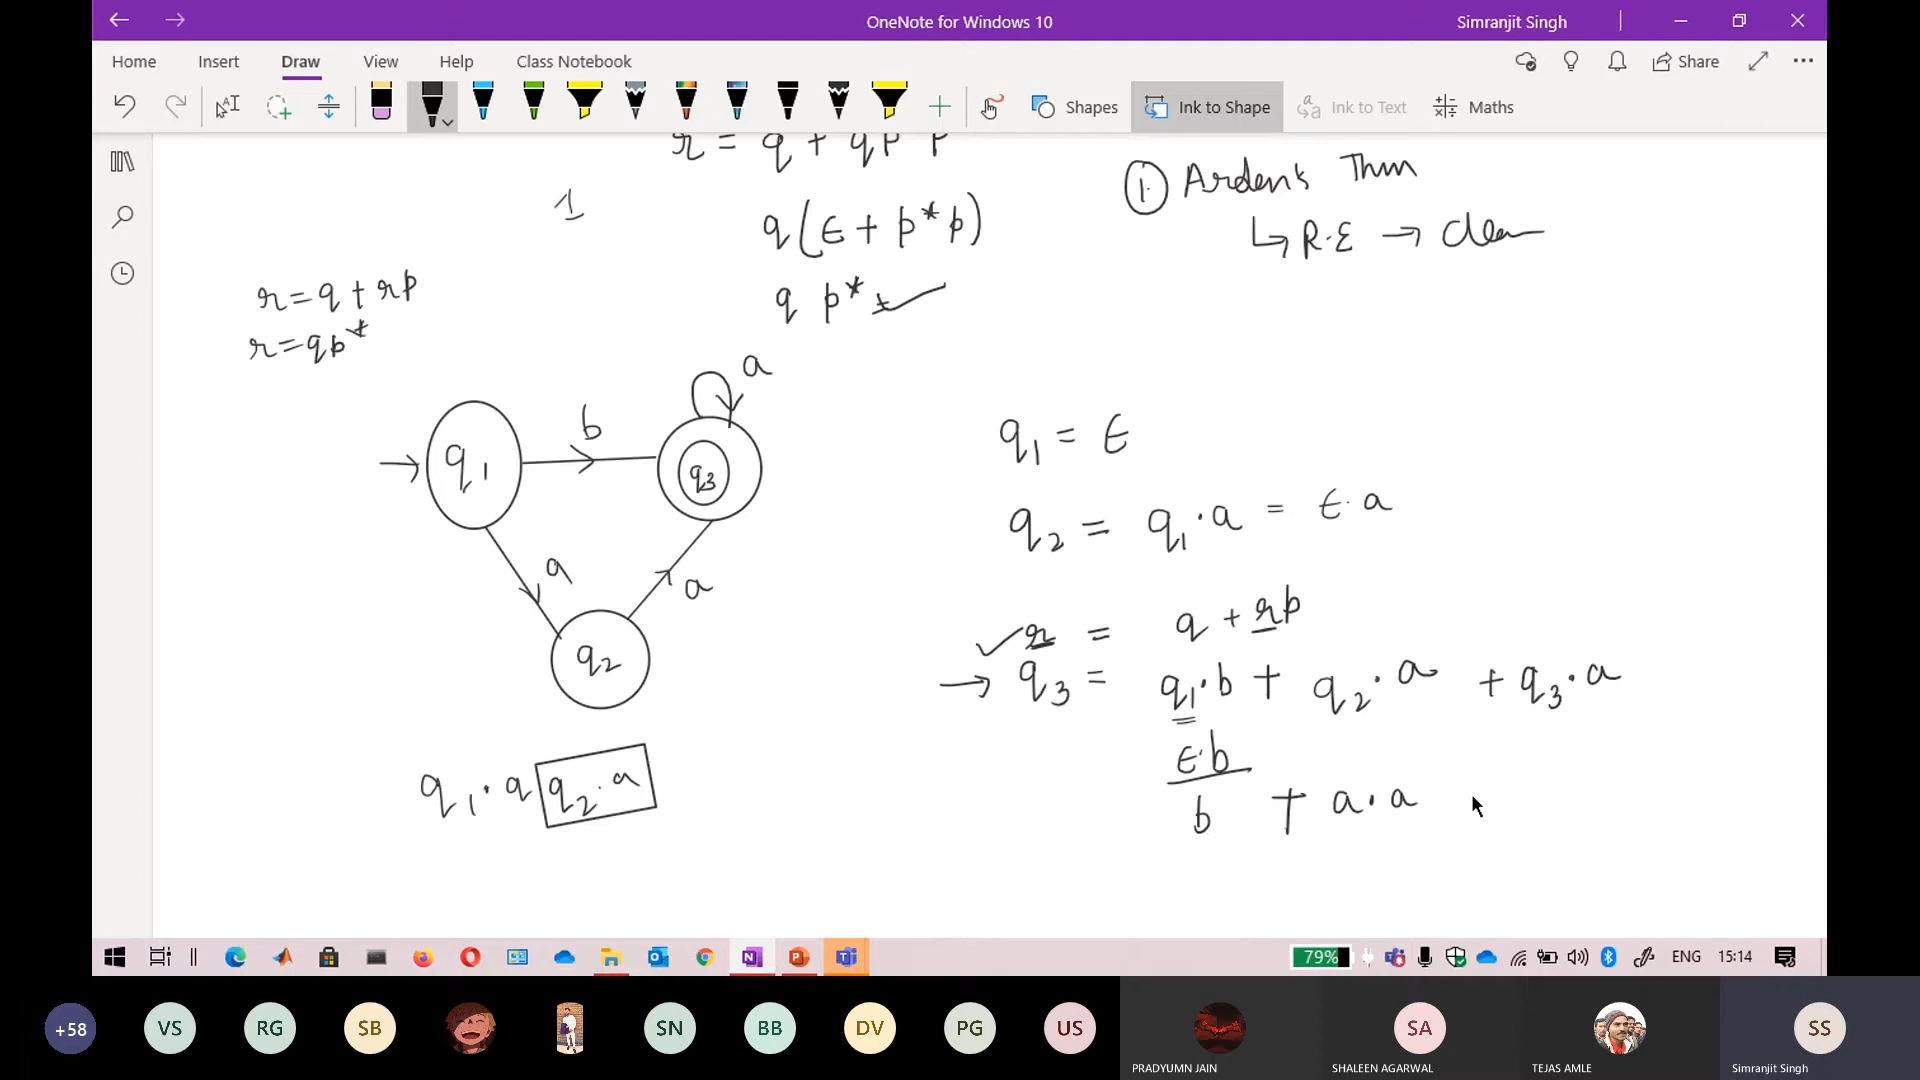 OneNote for Windows 10
Simranjit Singh
Home Insert Draw View Help Class Notebook
Share
Shapes Ink to Shape Ink to Text Maths
r = q + qp p
1
q(ε + p*p)
q p*
① Arden's Thm
↳ R.E →
r = q + rp
r = qp*
a
b
q1
q3
a
a
q2
q1 · a q2 · a
q1 = ε
q2 = q1 · a = ε · a
r = q + rp
→ q3 = q1 · b + q2 · a + q3 · a
ε · b
b + a · a
79%
ENG
15:14
+58
VS
RG
SB
SN
BB
DV
PG
US
SA
SS
PRADYUMN JAIN
SHALEEN AGARWAL
TEJAS AMLE
Simranjit Singh